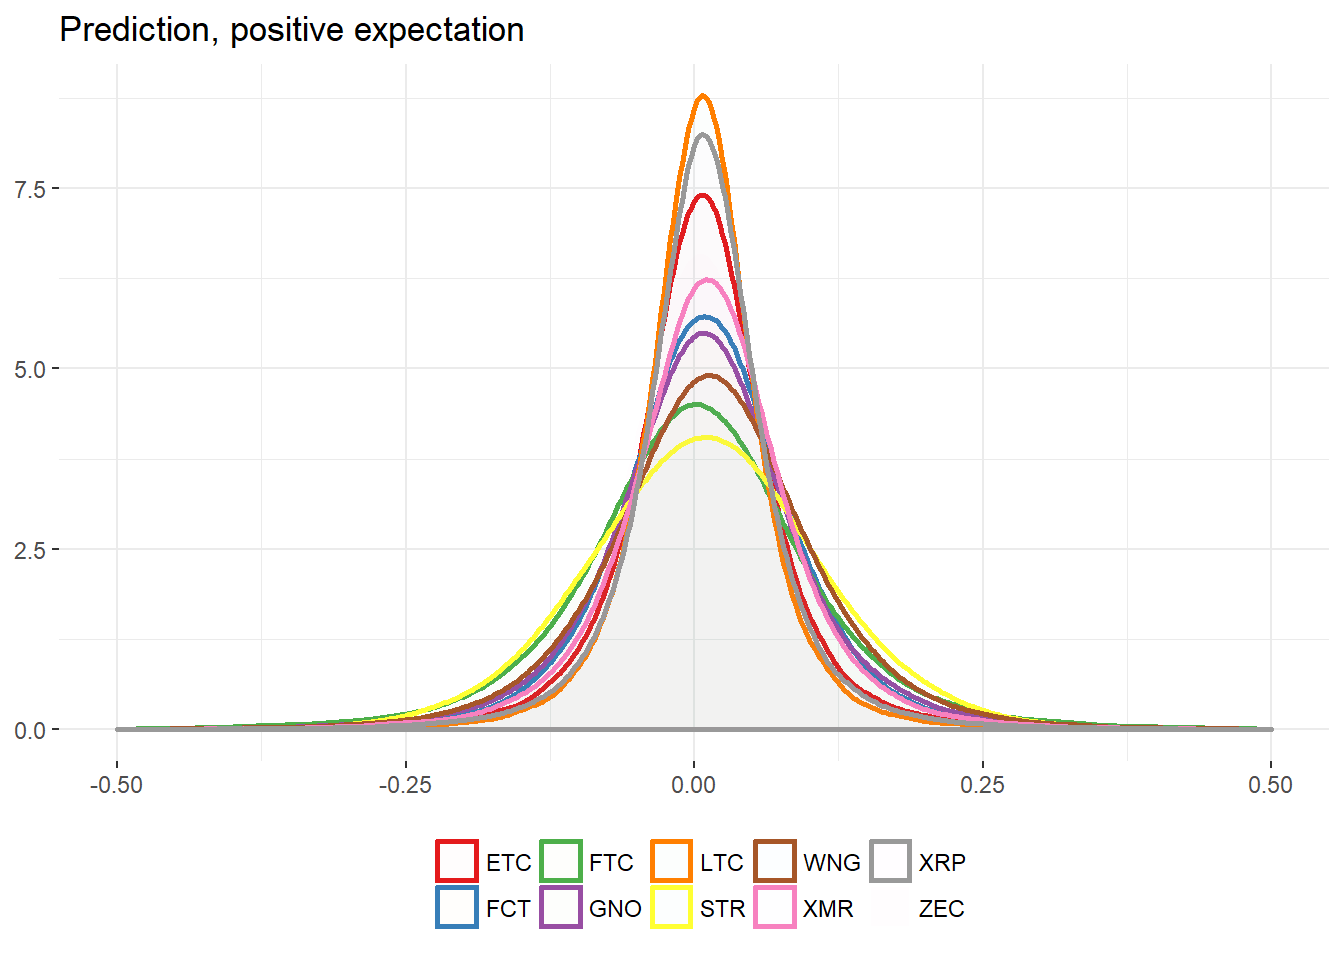 Prediction, positive expectation
7.5
5.0
2.5
0.0
-0.50 -0.25 0.00 0.25 0.50
ETC FTC LTC WNG XRP
FCT GNO STR XMR ZEC